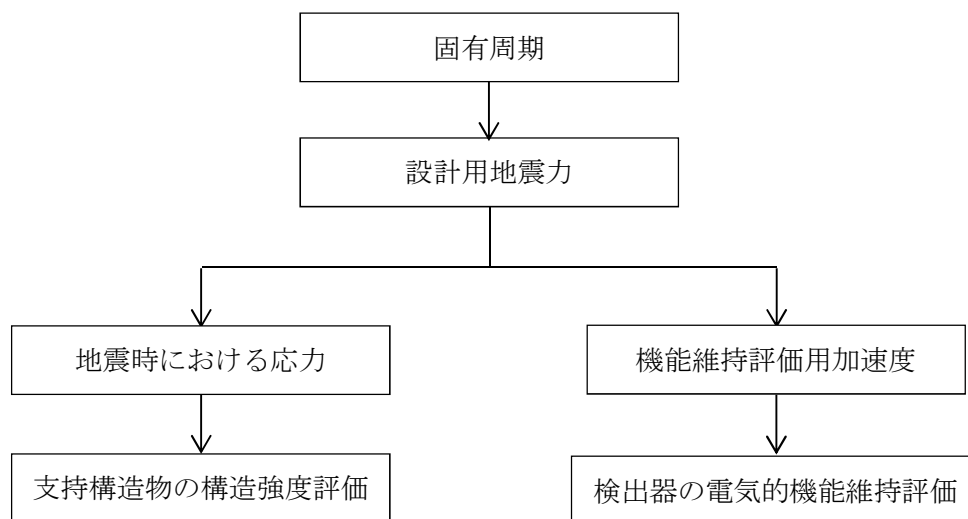 固有周期
設計用地震力
地震時における応力
機能維持評価用加速度
支持構造物の構造強度評価
検出器の電気的機能維持評価